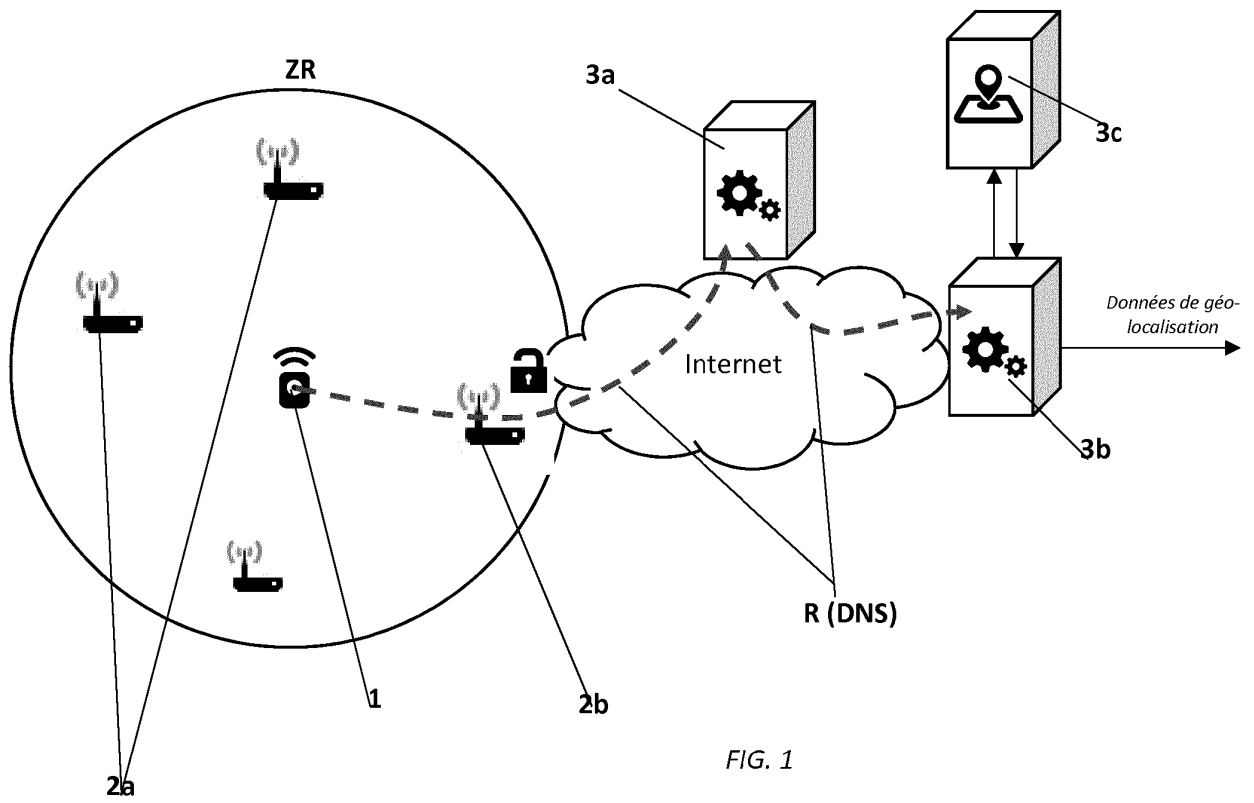 ZR
3a
3c
Internet
Données de géo-
localisation
3b
R (DNS)
1
2b
2a
FIG. 1